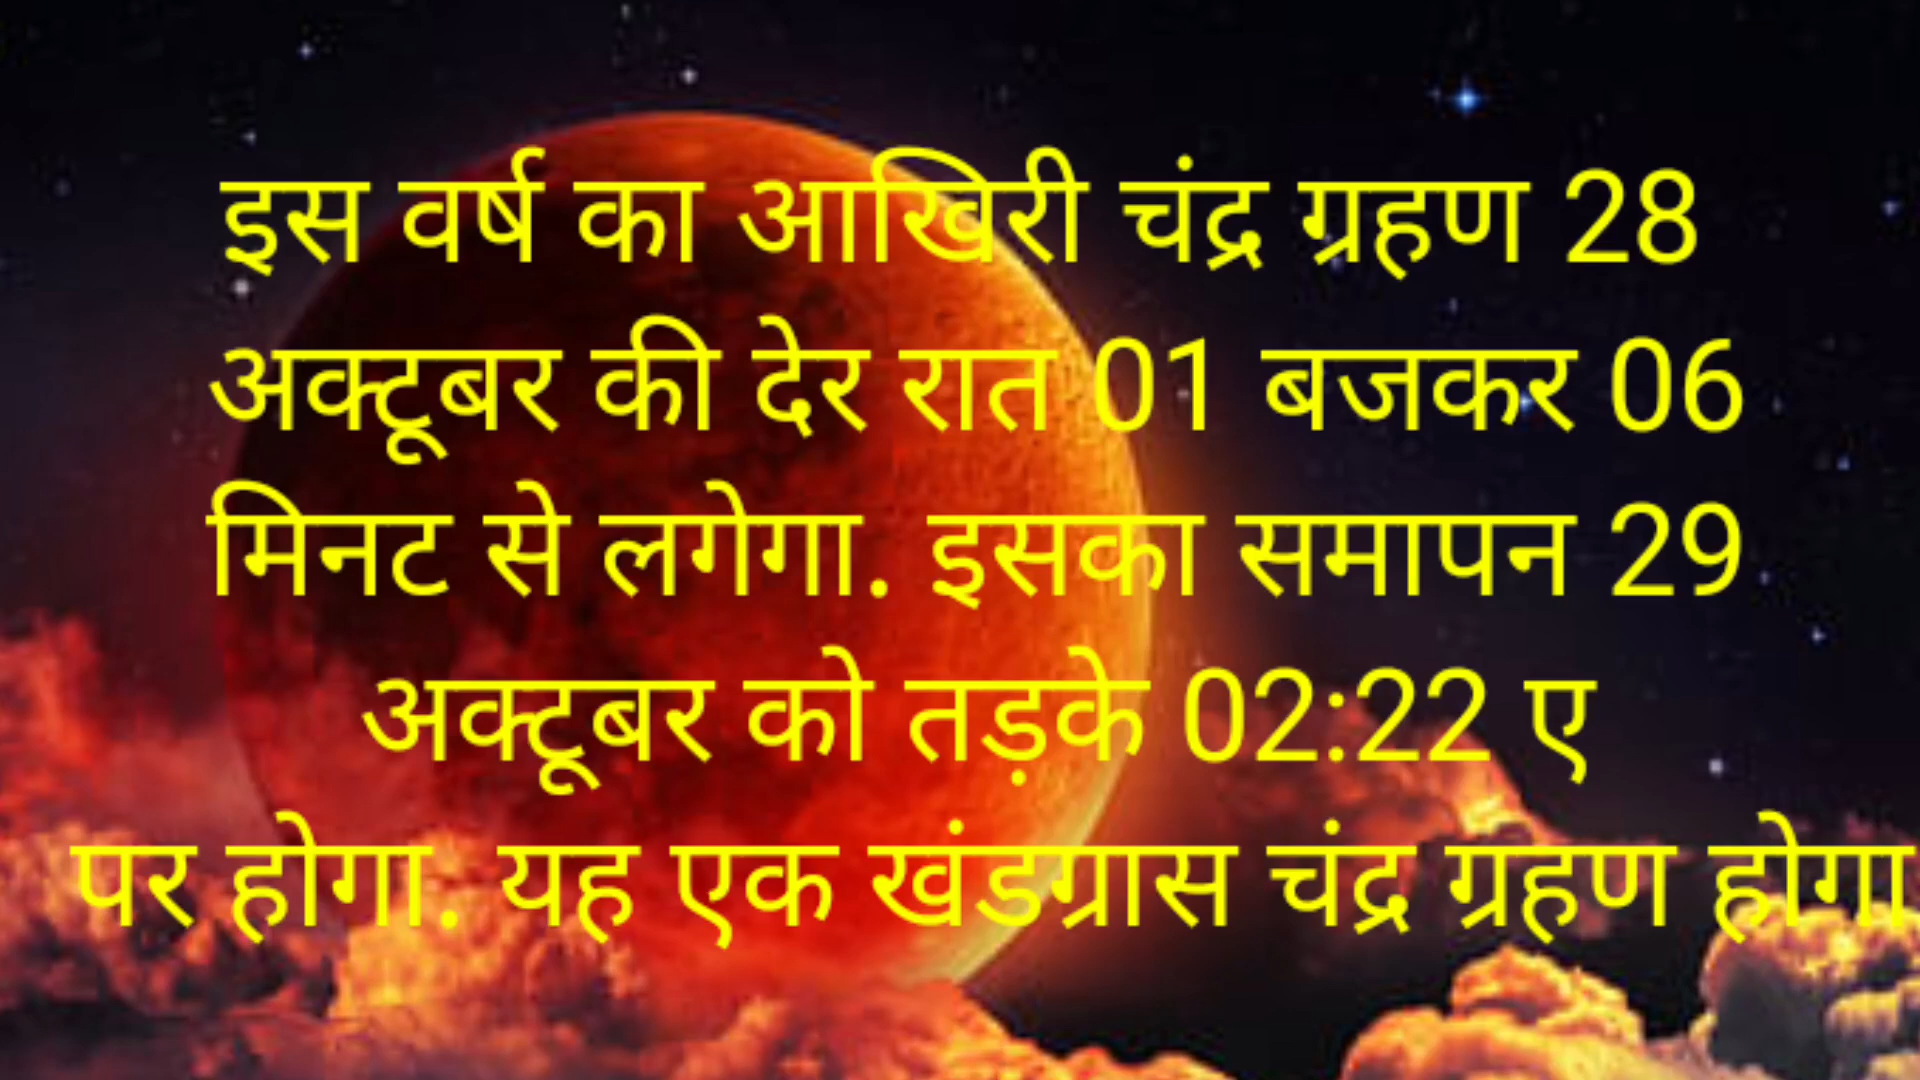 इस वर्ष का आखिरी चंद्र ग्रहण 28
अक्टूबर की देर रात 01 बजकर 06
मिनट से लगेगा. इसका समापन 29
अक्टूबर को तड़के 02:22 ए
पर होगा. यह एक खंडग्रास चंद्र ग्रहण होगा